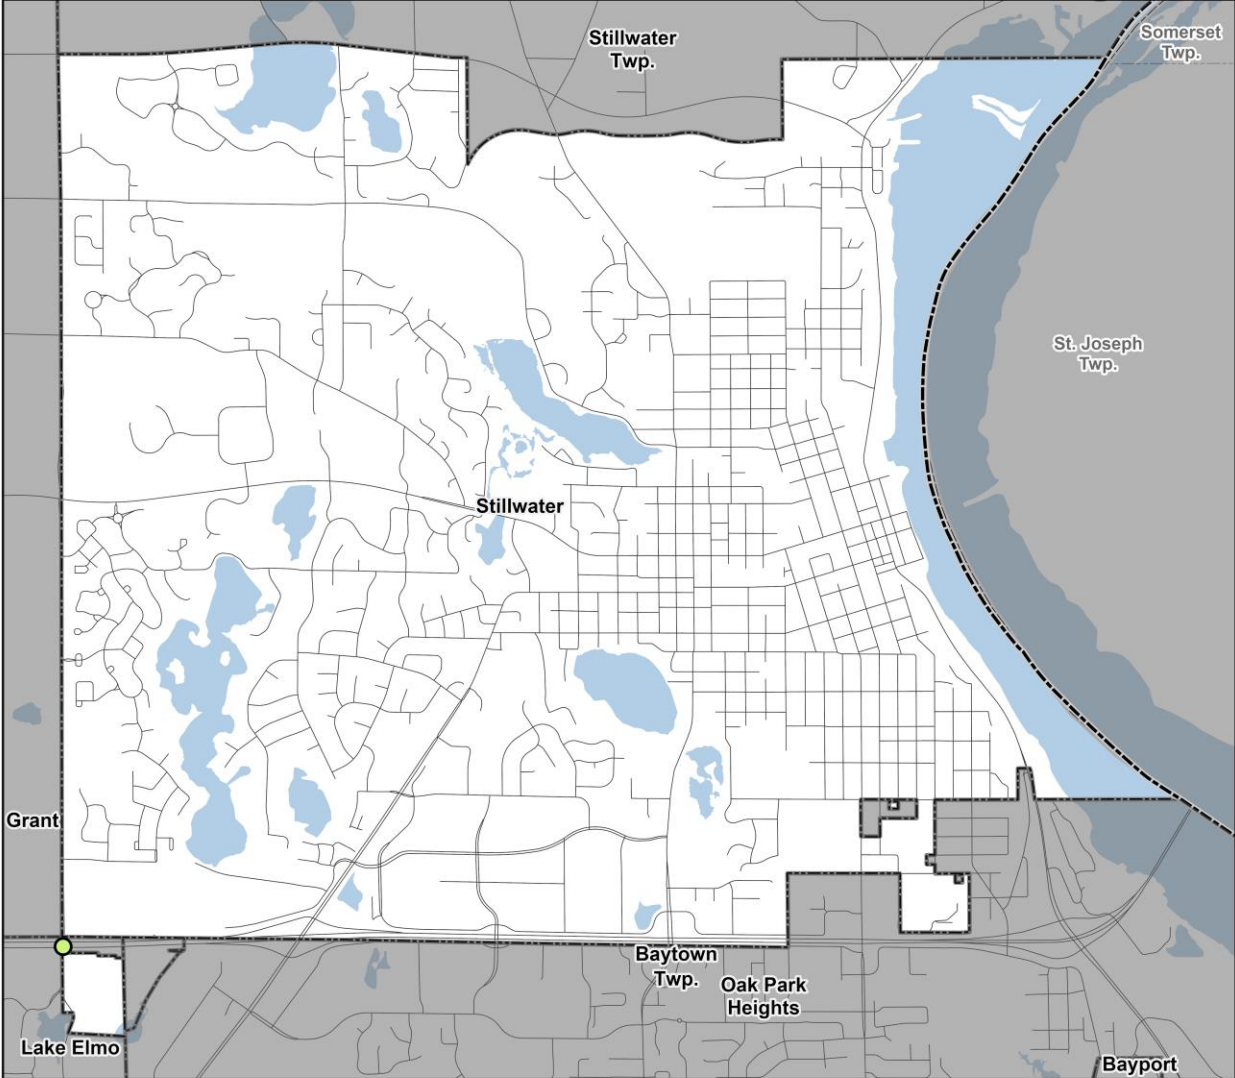 Stillwater
Twp.
Somerset
Twp.
St. Joseph
Twp.
Stillwater
Grant
Baytown
Twp.
Oak Park
Heights
Lake Elmo
Bayport